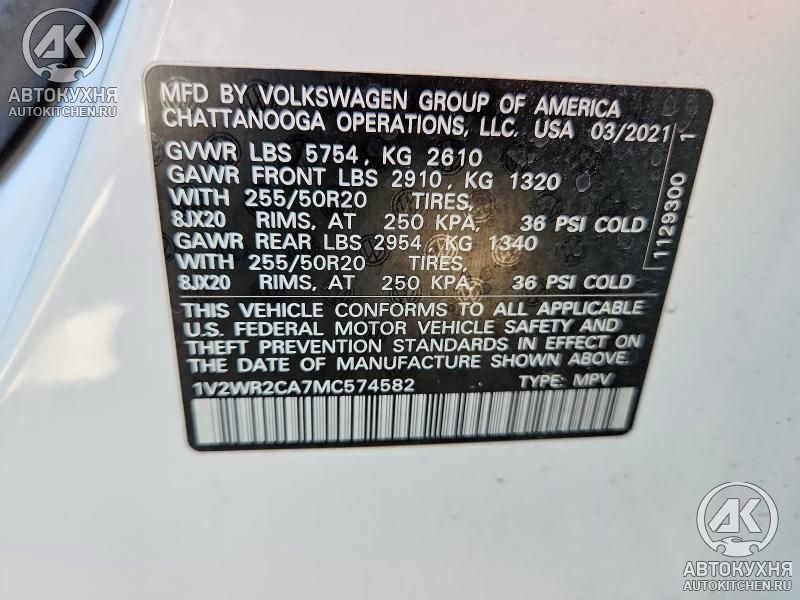 АК
АВТОКУХНЯ
AUTOKITCHEN.RU
MFD BY VOLKSWAGEN GROUP OF AMERICA
CHATTANOOGA OPERATIONS, LLC. USA 03/2021
GVWR LBS 5754, KG 2610
GAWR FRONT LBS 2910, KG 1320
WITH 255/50R20 TIRES,
8JX20 RIMS, AT 250 KPA, 36 PSI COLD
GAWR REAR LBS 2954, KG 1340
WITH 255/50R20 TIRES,
8JX20 RIMS, AT 250 KPA, 36 PSI COLD
1129300 1
THIS VEHICLE CONFORMS TO ALL APPLICABLE
U.S. FEDERAL MOTOR VEHICLE SAFETY AND
THEFT PREVENTION STANDARDS IN EFFECT ON
THE DATE OF MANUFACTURE SHOWN ABOVE.
1V2WR2CA7MC574582 TYPE: MPV
АК
АВТОКУХНЯ
AUTOKITCHEN.RU